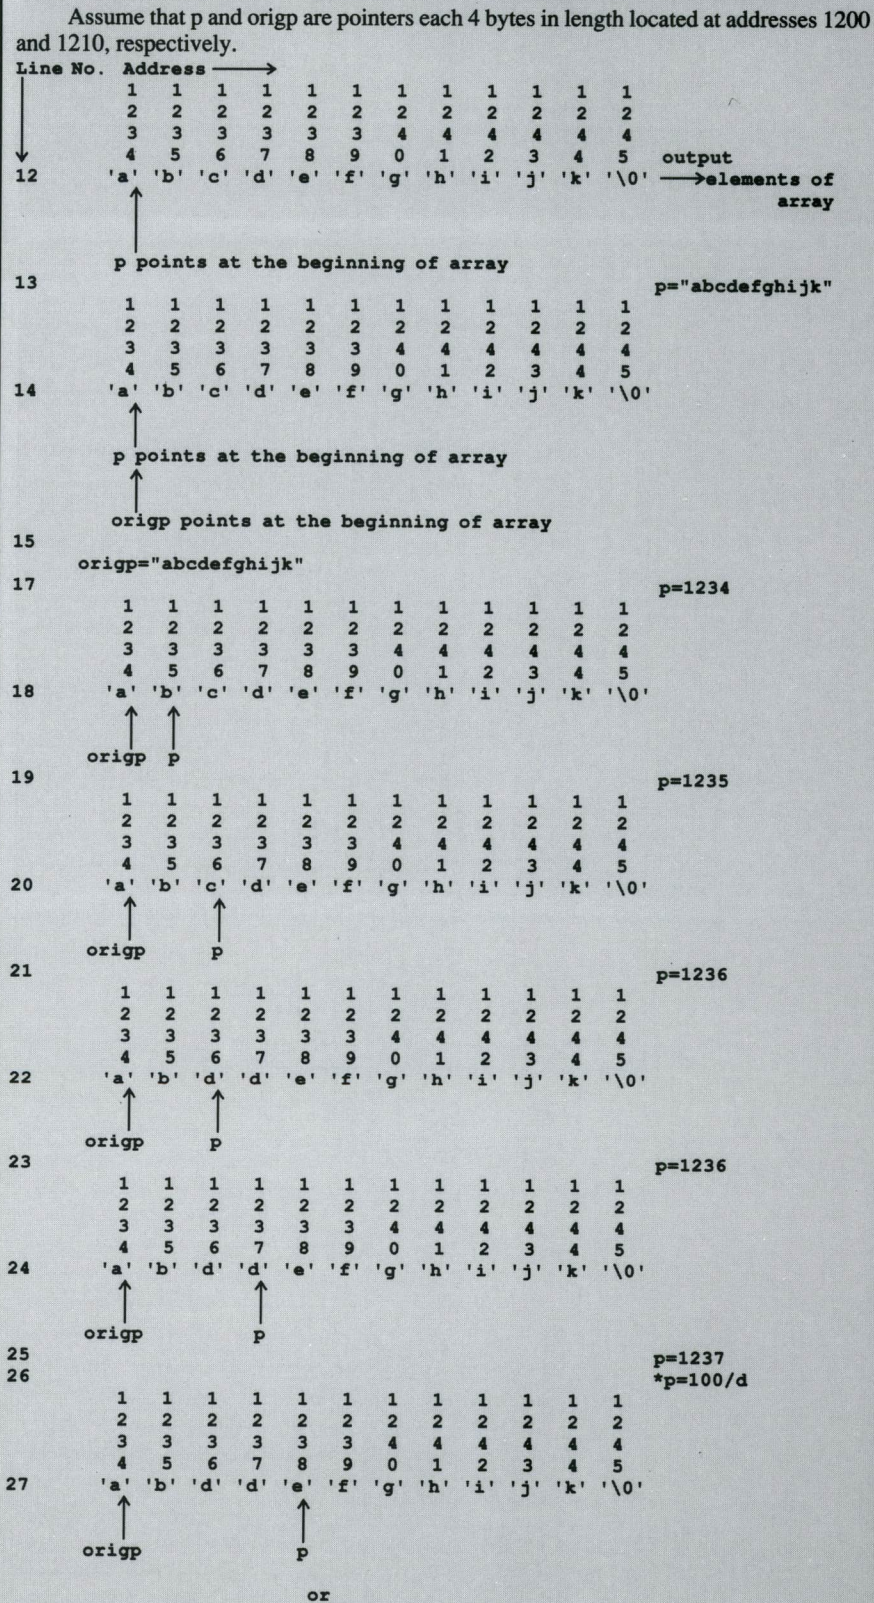 Assume that p and origp are pointers each 4 bytes in length located at addresses 1200
and 1210, respectively.
Line No. Address
1 1 1 1 1 1 1 1 1 1 1 1
2 2 2 2 2 2 2 2 2 2 2 2
3 3 3 3 3 3 4 4 4 4 4 4
4 5 6 7 8 9 0 1 2 3 4 5 output
12 'a' 'b' 'c' 'd' 'e' 'f' 'g' 'h' 'i' 'j' 'k' '\0' elements of
array
p points at the beginning of array
13 p="abcdefghijk"
1 1 1 1 1 1 1 1 1 1 1 1
2 2 2 2 2 2 2 2 2 2 2 2
3 3 3 3 3 3 4 4 4 4 4 4
4 5 6 7 8 9 0 1 2 3 4 5
14 'a' 'b' 'c' 'd' 'e' 'f' 'g' 'h' 'i' 'j' 'k' '\0'
p points at the beginning of array
origp points at the beginning of array
15
origp="abcdefghijk"
17 p=1234
1 1 1 1 1 1 1 1 1 1 1 1
2 2 2 2 2 2 2 2 2 2 2 2
3 3 3 3 3 3 4 4 4 4 4 4
4 5 6 7 8 9 0 1 2 3 4 5
18 'a' 'b' 'c' 'd' 'e' 'f' 'g' 'h' 'i' 'j' 'k' '\0'
origp p
19 p=1235
1 1 1 1 1 1 1 1 1 1 1 1
2 2 2 2 2 2 2 2 2 2 2 2
3 3 3 3 3 3 4 4 4 4 4 4
4 5 6 7 8 9 0 1 2 3 4 5
20 'a' 'b' 'c' 'd' 'e' 'f' 'g' 'h' 'i' 'j' 'k' '\0'
origp p
21 p=1236
1 1 1 1 1 1 1 1 1 1 1 1
2 2 2 2 2 2 2 2 2 2 2 2
3 3 3 3 3 3 4 4 4 4 4 4
4 5 6 7 8 9 0 1 2 3 4 5
22 'a' 'b' 'd' 'd' 'e' 'f' 'g' 'h' 'i' 'j' 'k' '\0'
origp p
23 p=1236
1 1 1 1 1 1 1 1 1 1 1 1
2 2 2 2 2 2 2 2 2 2 2 2
3 3 3 3 3 3 4 4 4 4 4 4
4 5 6 7 8 9 0 1 2 3 4 5
24 'a' 'b' 'd' 'd' 'e' 'f' 'g' 'h' 'i' 'j' 'k' '\0'
origp p
25 p=1237
26 *p=100/d
1 1 1 1 1 1 1 1 1 1 1 1
2 2 2 2 2 2 2 2 2 2 2 2
3 3 3 3 3 3 4 4 4 4 4 4
4 5 6 7 8 9 0 1 2 3 4 5
27 'a' 'b' 'd' 'd' 'e' 'f' 'g' 'h' 'i' 'j' 'k' '\0'
origp p
or